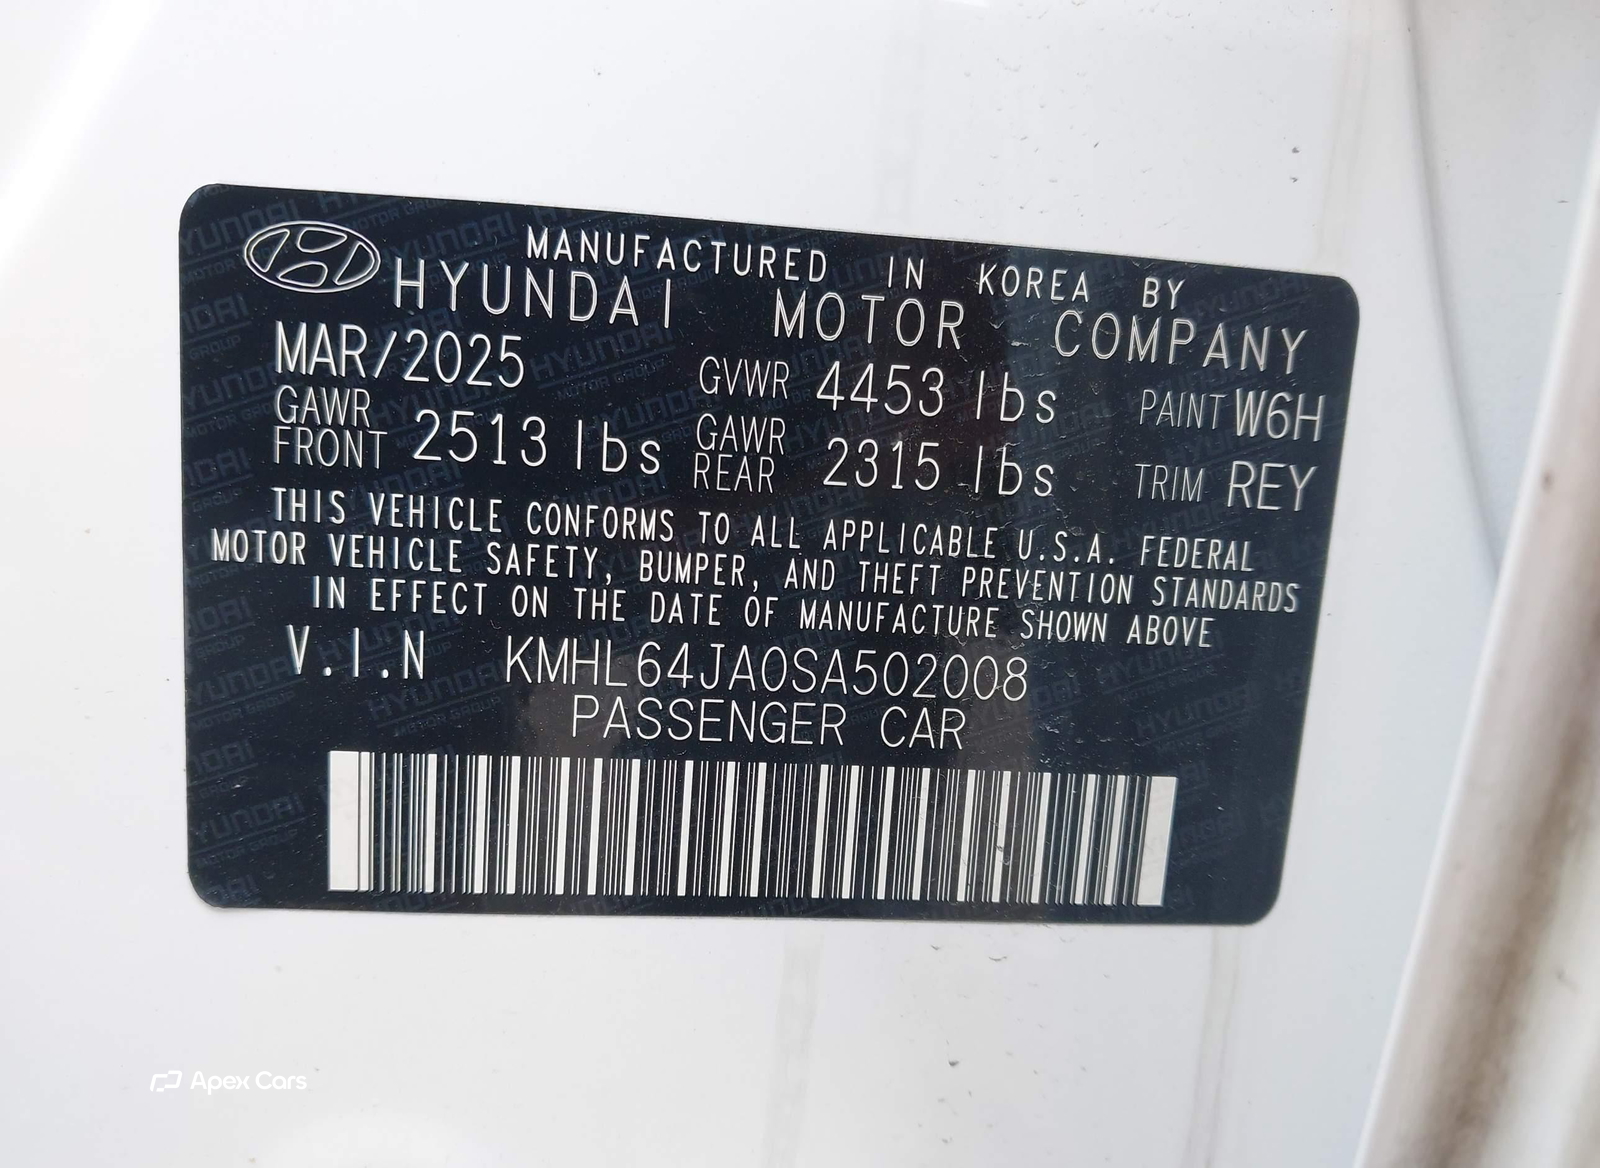 MANUFACTURED IN KOREA BY
HYUNDAI MOTOR COMPANY
MAR/2025
GVWR 4453 lbs PAINT W6H
GAWR FRONT 2513 lbs GAWR REAR 2315 lbs TRIM REY
THIS VEHICLE CONFORMS TO ALL APPLICABLE U.S.A. FEDERAL
MOTOR VEHICLE SAFETY, BUMPER, AND THEFT PREVENTION STANDARDS
IN EFFECT ON THE DATE OF MANUFACTURE SHOWN ABOVE
V.I.N KMHL64JA0SA502008
PASSENGER CAR
Apex Cars